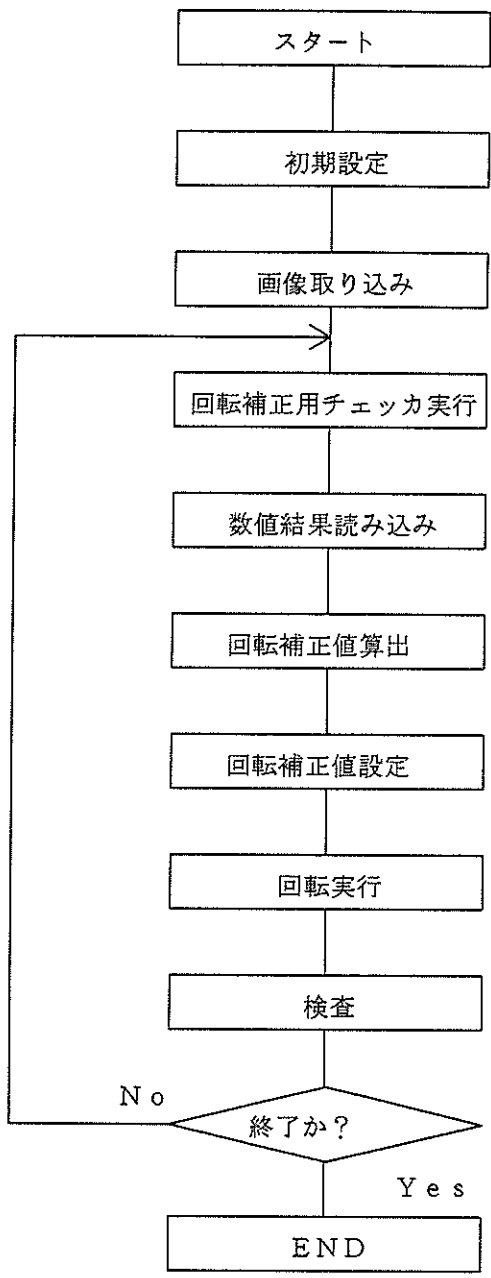 スタート
初期設定
画像取り込み
回転補正用チェッカ実行
数値結果読み込み
回転補正値算出
回転補正値設定
回転実行
検査
No
終了か？
Yes
END